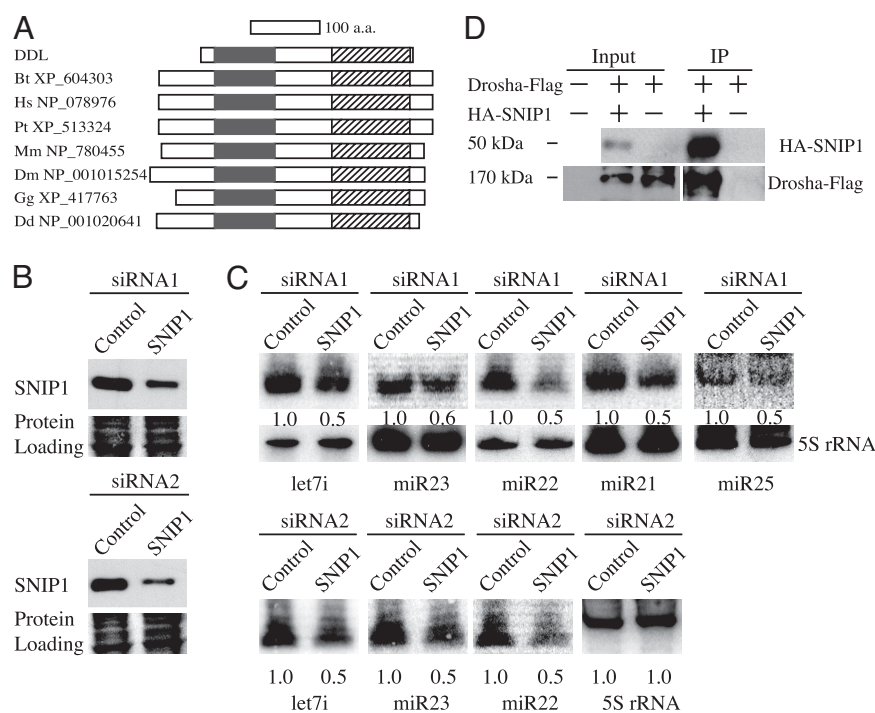 A
100 a.a.
DDL
Bt XP_604303
Hs NP_078976
Pt XP_513324
Mm NP_780455
Dm NP_001015254
Gg XP_417763
Dd NP_001020641
D
Input IP
Drosha-Flag − + + + +
HA-SNIP1 − + − + −
50 kDa − HA-SNIP1
170 kDa − Drosha-Flag
B
siRNA1
Control SNIP1
SNIP1
Protein
Loading
siRNA2
Control SNIP1
SNIP1
Protein
Loading
C
siRNA1 siRNA1 siRNA1 siRNA1 siRNA1
Control SNIP1 Control SNIP1 Control SNIP1 Control SNIP1 Control SNIP1
1.0 0.5 1.0 0.6 1.0 0.5 1.0 0.5 1.0 0.5
5S rRNA
let7i miR23 miR22 miR21 miR25
siRNA2 siRNA2 siRNA2 siRNA2
Control SNIP1 Control SNIP1 Control SNIP1 Control SNIP1
1.0 0.5 1.0 0.5 1.0 0.5 1.0 1.0
let7i miR23 miR22 5S rRNA